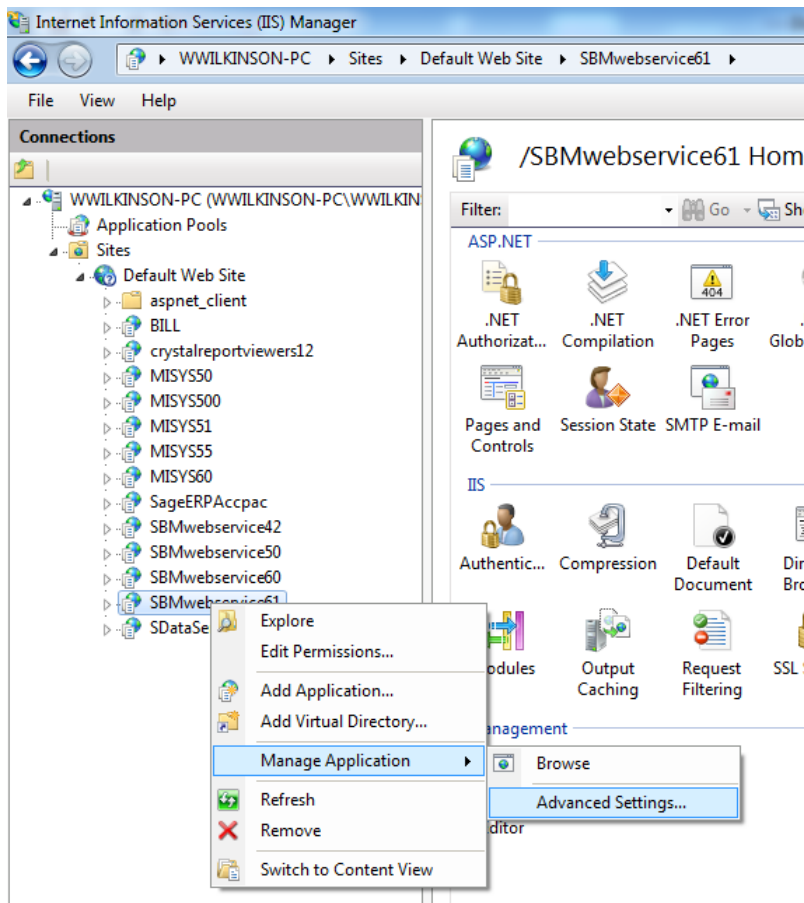 Internet Information Services (IIS) Manager
WWILKINSON-PC Sites Default Web Site SBMwebservice61
File View Help
Connections
WWILKINSON-PC (WWILKINSON-PC\WWILKIN
Application Pools
Sites
Default Web Site
aspnet_client
BILL
crystalreportviewers12
MISYS50
MISYS500
MISYS51
MISYS55
MISYS60
SageERPAccpac
SBMwebservice42
SBMwebservice50
SBMwebservice60
SBMwebservice61
SDataSe
Explore
Edit Permissions...
Add Application...
Add Virtual Directory...
Manage Application
Refresh
Remove
Switch to Content View
Browse
Advanced Settings...
/SBMwebservice61 Hom
Filter: Go Sh
ASP.NET
.NET Authorizat...
.NET Compilation
404
.NET Error Pages
Glob
Pages and Controls
Session State
SMTP E-mail
IIS
Authentic...
Compression
Default Document
Dir
Bro
odules
Output Caching
Request Filtering
SSL
anagement
ditor